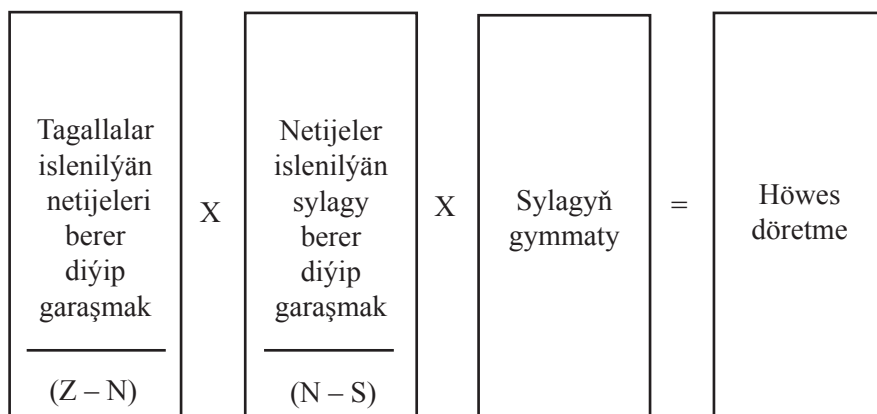 Tagallalar
islenilýän
netijeleri
berer
diýip
garaşmak
(Z – N)
X
Netijeler
islenilýän
sylagy
berer
diýip
garaşmak
(N – S)
X
Sylagyň
gymmaty
=
Höwes
döretme